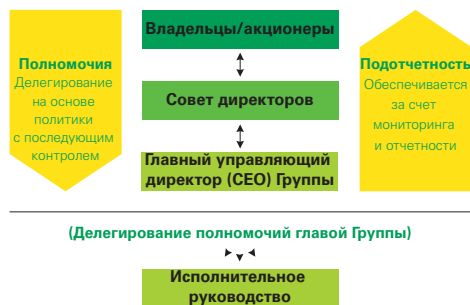 Владельцы/акционеры
Полномочия
Делегирование
на основе
политики
с последующим
контролем
Совет директоров
Подотчетность
Обеспечивается
за счет
мониторинга
и отчетности
Главный управляющий
директор (CEO) Группы
(Делегирование полномочий главой Группы)
Исполнительное
руководство